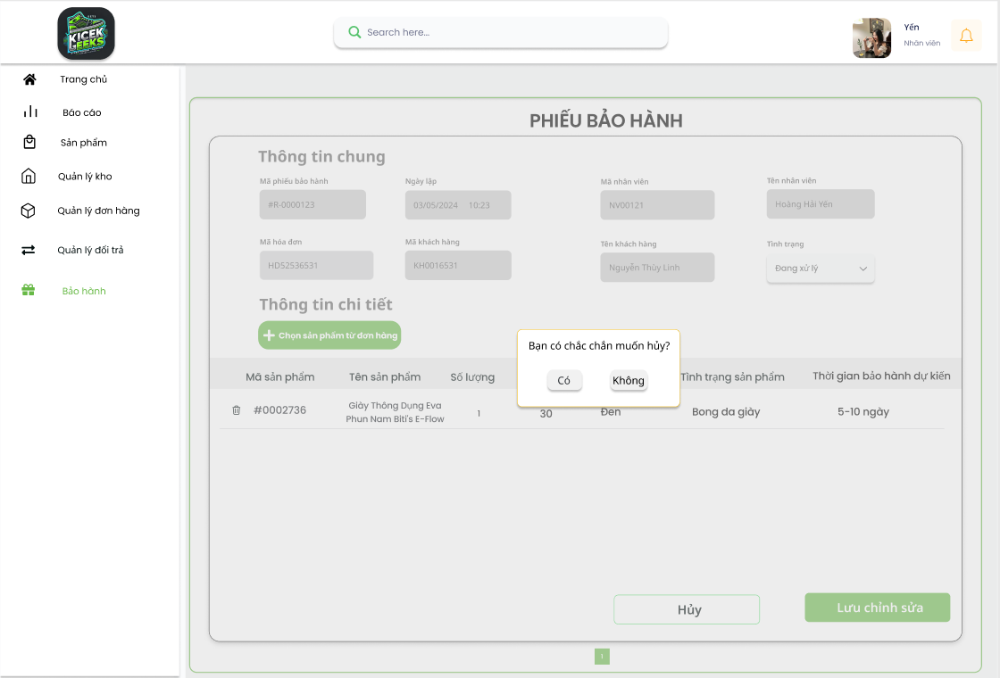 KICEK
GEEKS
Search here...
Yến
Nhân viên
Trang chủ
Báo cáo
Sản phẩm
Quản lý kho
Quản lý đơn hàng
Quản lý đổi trả
Bảo hành
PHIẾU BẢO HÀNH
Thông tin chung
Mã phiếu bảo hành
Ngày lập
Mã nhân viên
Tên nhân viên
#R-0000123
03/05/2024 10:23
NV00121
Hoàng Hải Yến
Mã hóa đơn
Mã khách hàng
Tên khách hàng
Tình trạng
HD52536531
KH0016531
Nguyễn Thùy Linh
Đang xử lý
Thông tin chi tiết
Chọn sản phẩm từ đơn hàng
Bạn có chắc chắn muốn hủy?
Có
Không
Mã sản phẩm
Tên sản phẩm
Số lượng
Tình trạng sản phẩm
Thời gian bảo hành dự kiến
#0002736
Giày Thông Dụng Eva
Phun Nam Biti's E-Flow
1
30
Đen
Bong da giày
5-10 ngày
Hủy
Lưu chỉnh sửa
1